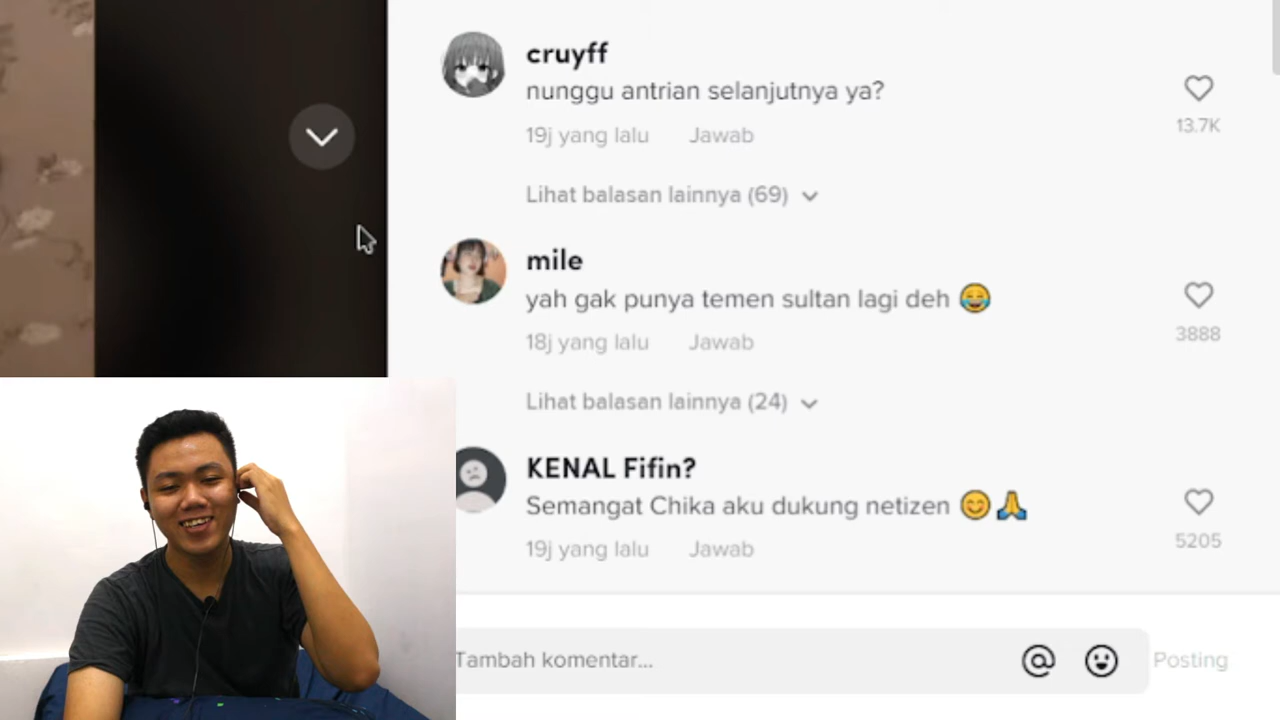 cruyff
nunggu antrian selanjutnya ya?
19j yang lalu Jawab
13.7K
Lihat balasan lainnya (69)
mile
yah gak punya temen sultan lagi deh 😂
18j yang lalu Jawab
3888
Lihat balasan lainnya (24)
KENAL Fifin?
Semangat Chika aku dukung netizen 😊🙏
19j yang lalu Jawab
5205
Tambah komentar...
Posting